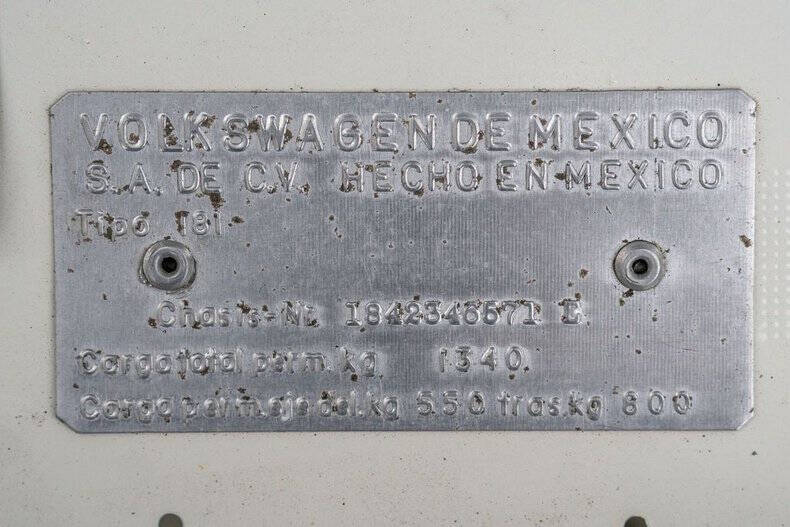 VOLKSWAGEN DE MEXICO
S.A. DE C.V. HECHO EN MEXICO
Tipo 181
Chasis-Nr. 1842346571 E
Carga total perm. kg. 1340
Carga perm. eje del. kg 550 tras. kg 800